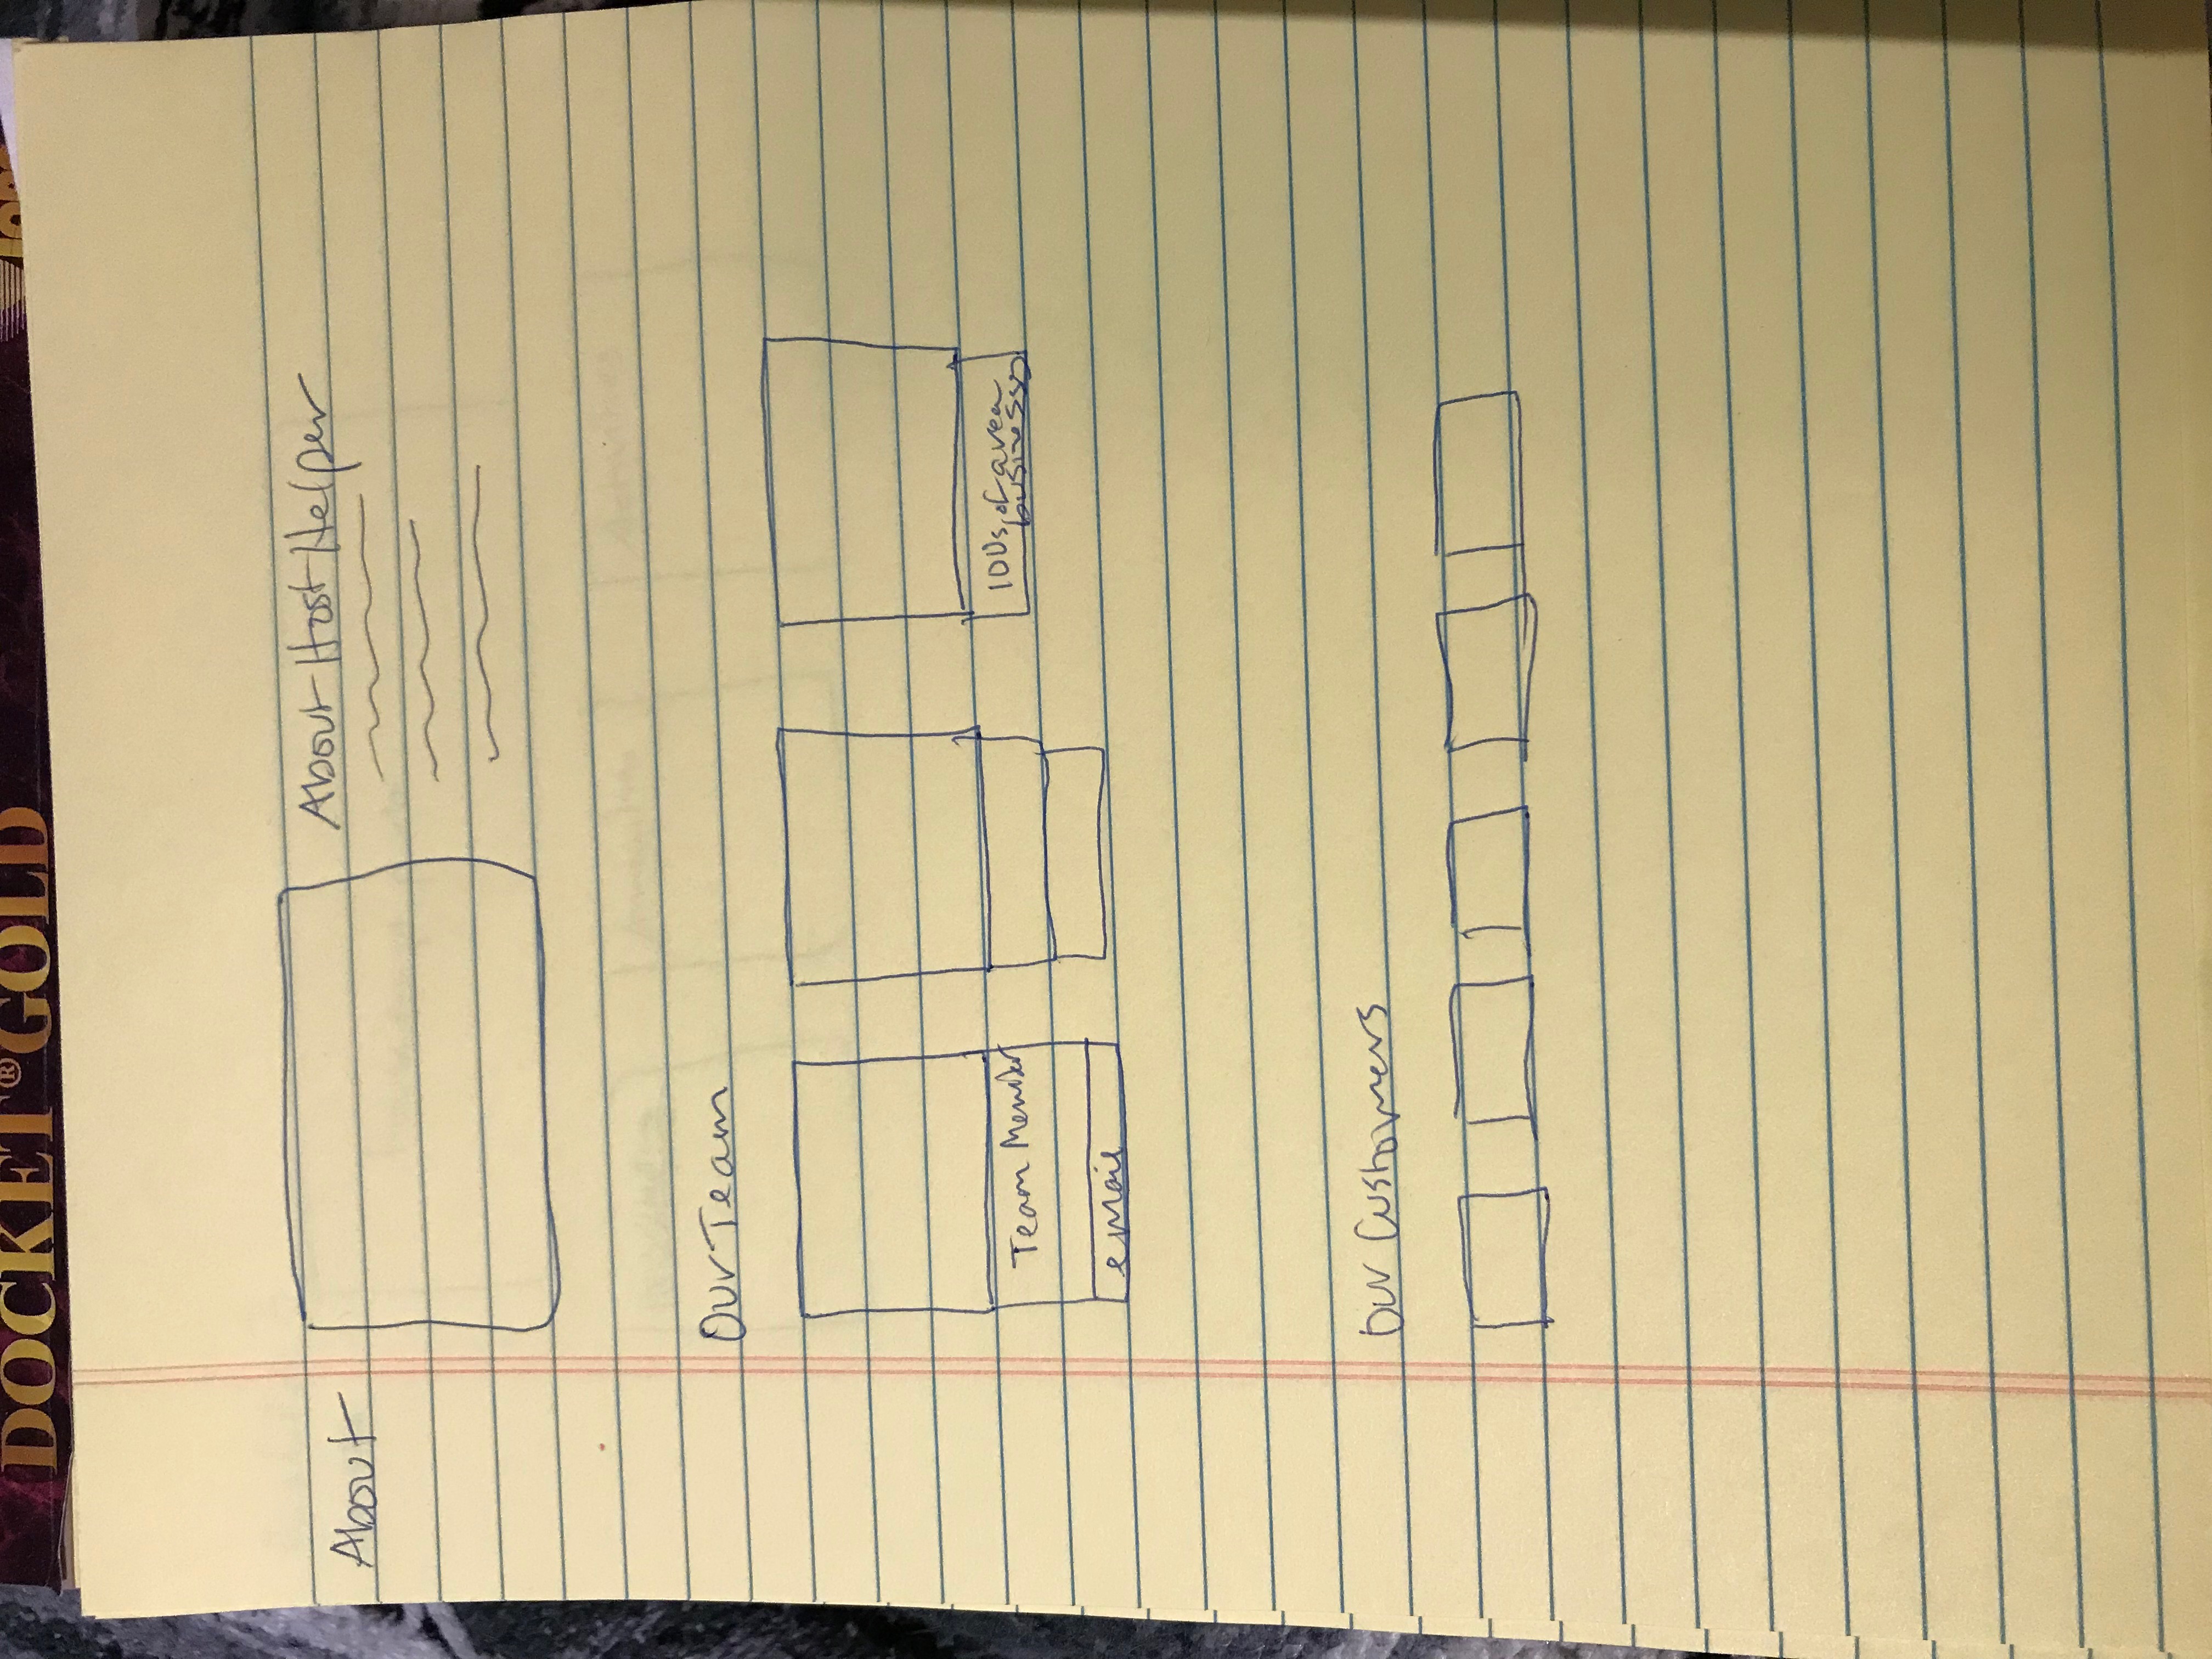 DOCKET® GOLD
About
About Host Helper
Our Team
Team Member
email
100s of area
businesses
Our Customers